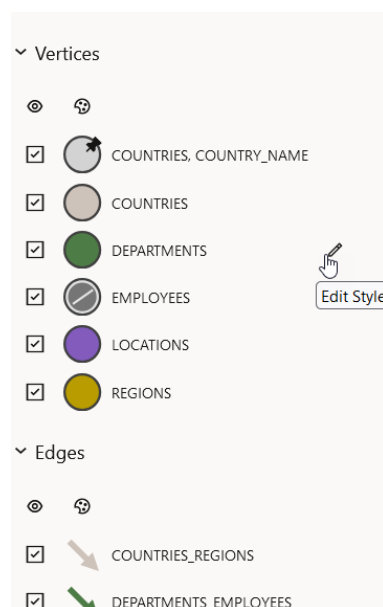 Vertices
COUNTRIES, COUNTRY_NAME
COUNTRIES
DEPARTMENTS
EMPLOYEES
Edit Style
LOCATIONS
REGIONS
Edges
COUNTRIES_REGIONS
DEPARTMENTS_EMPLOYEES